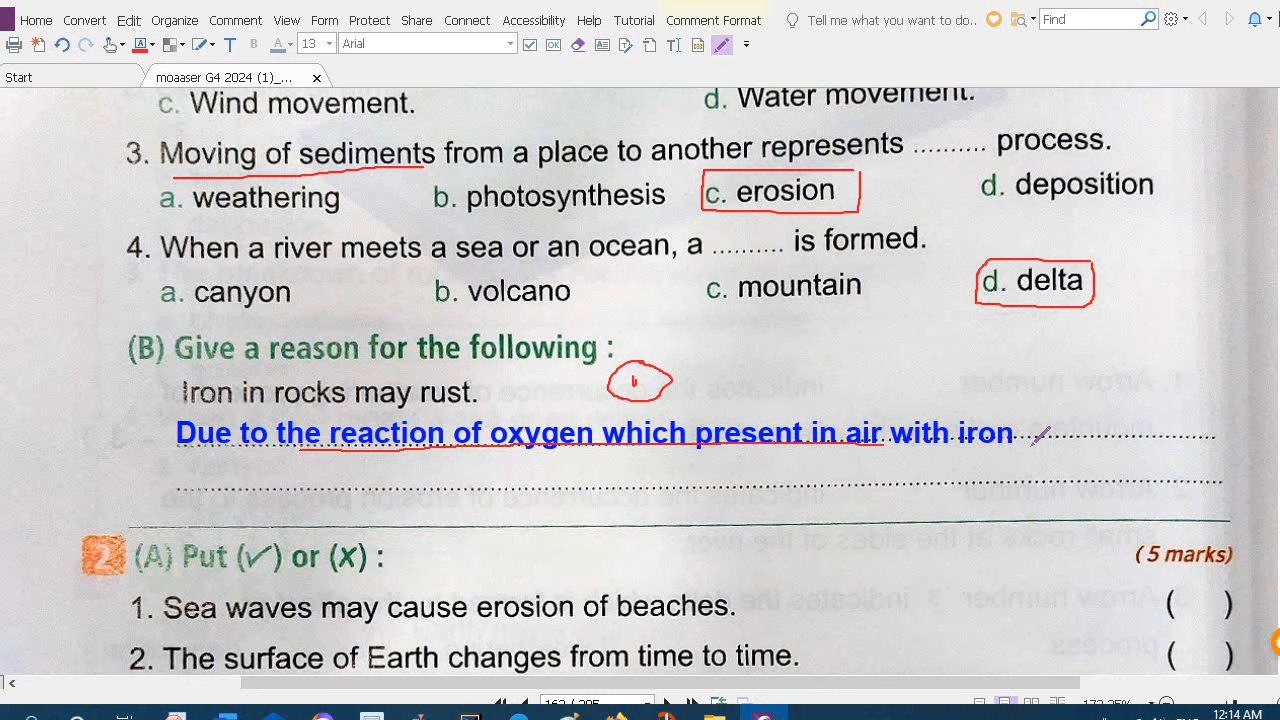 Home Convert Edit Organize Comment View Form Protect Share Connect Accessibility Help Tutorial Comment Format Tell me what you want to do.. Find
13 Arial
Start moaaser G4 2024 (1)_... ×
c. Wind movement. d. Water movement.
3. Moving of sediments from a place to another represents .......... process.
a. weathering b. photosynthesis c. erosion d. deposition
4. When a river meets a sea or an ocean, a .......... is formed.
a. canyon b. volcano c. mountain d. delta
(B) Give a reason for the following :
Iron in rocks may rust.
Due to the reaction of oxygen which present in air with iron
2 (A) Put (✓) or (x) : (5 marks)
1. Sea waves may cause erosion of beaches. ( )
2. The surface of Earth changes from time to time. ( )
12:14 AM